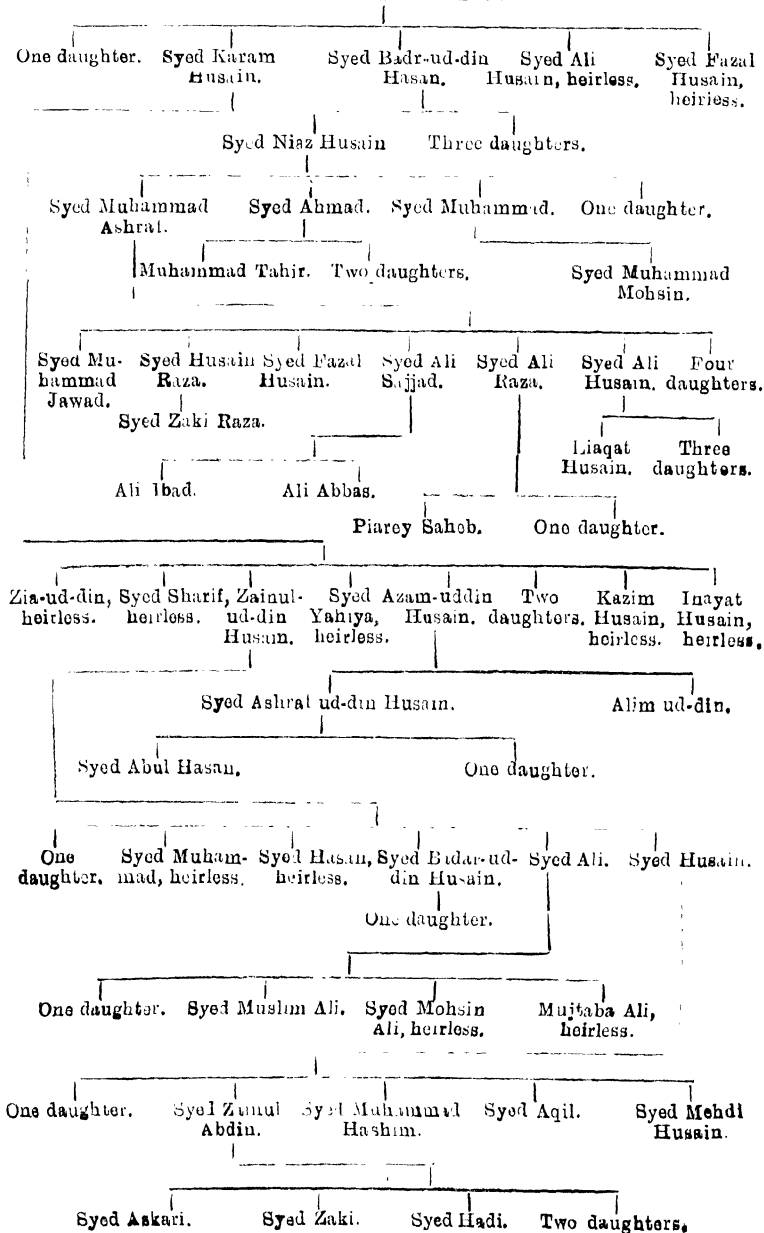 One daughter. Syed Karam Husain. Syed Badr-ud-din Hasan. Syed Ali Husain, heirless. Syed Fazal Husain, heirless.
Syed Niaz Husain Three daughters.
Syed Muhammad Ashraf. Syed Ahmad. Syed Muhammad. One daughter.
Muhammad Tahir. Two daughters. Syed Muhammad Mohsin.
Syed Mu-hammad Jawad. Syed Husain Raza. Syed Fazal Husain. Syed Ali Sajjad. Syed Ali Raza. Syed Ali Husain. Four daughters.
Syed Zaki Raza.
Liaqat Husain. Three daughters.
Ali Ibad. Ali Abbas.
Piarey Saheb. One daughter.
Zia-ud-din, heirless. Syed Sharif, heirless. Zainul-ud-din Husain. Syed Yahiya, heirless. Azam-uddin Husain. Two daughters. Kazim Husain, heirless. Inayat Husain, heirless.
Syed Ashraf ud-din Husain. Alim ud-din.
Syed Abul Hasan. One daughter.
One daughter. Syed Muham-mad, heirless. Syed Hasan, heirless. Syed Badar-ud-din Husain. Syed Ali. Syed Husain.
One daughter.
One daughter. Syed Muslim Ali. Syed Mohsin Ali, heirless. Mujtaba Ali, heirless.
One daughter. Syed Zainul Abdin. Syed Muhammad Hashim. Syed Aqil. Syed Mehdi Husain.
Syed Askari. Syed Zaki. Syed Hadi. Two daughters.